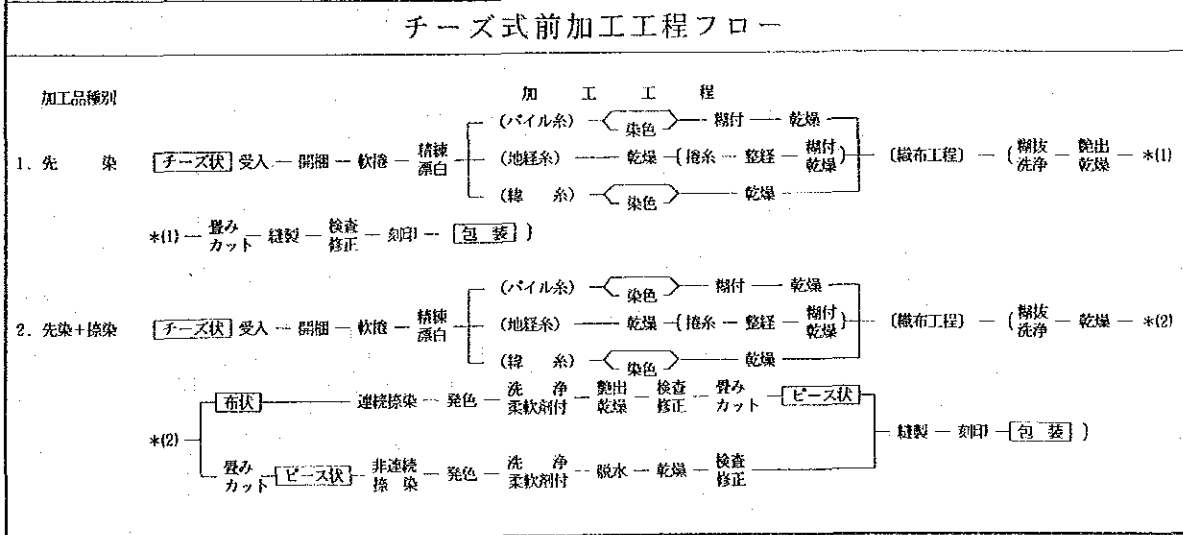 チーズ式前加工工程フロー
加工品種別 加工工程
(パイル糸) 染色 糊付 乾燥
1. 先染 チーズ状 受入 開梱 軟捲 精練漂白 (地経糸) 乾燥 {捲糸 整経 糊付乾燥} 〔織布工程〕 {糊抜洗浄 艶出乾燥 *(1)
(緯糸) 染色 乾燥
*(1) 畳みカット 縫製 検査修正 刻印 包装 }
(パイル糸) 染色 糊付 乾燥
2. 先染+捺染 チーズ状 受入 開梱 軟捲 精練漂白 (地経糸) 乾燥 {捲糸 整経 糊付乾燥} 〔織布工程〕 {糊抜洗浄 乾燥 *(2)
(緯糸) 染色 乾燥
布状 連続捺染 発色 洗浄柔軟剤付 艶出乾燥 検査修正 畳みカット ピース状
*(2) 縫製 刻印 包装 }
畳みカット ピース状 非連続捺染 発色 洗浄柔軟剤付 脱水 乾燥 検査修正